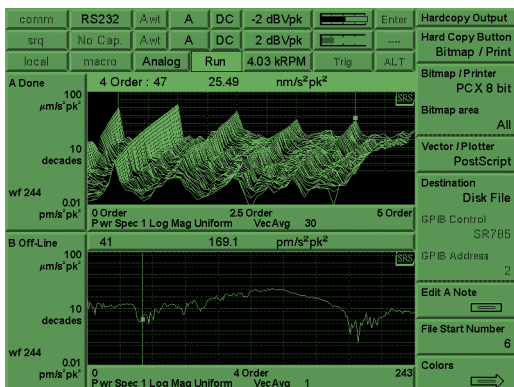 comm RS232 Awt A DC -2 dBVpk Enter
srq No Cap. Awt A DC 2 dBVpk ----
local macro Analog Run 4.03 kRPM Trig ALT
Hardcopy Output
Hard Copy Button
Bitmap / Print
Bitmap / Printer
PCX 8 bit
Bitmap area
All
Vector / Plotter
PostScript
Destination
Disk File
GPIB Control
SR785
GPIB Address
2
Edit A Note
File Start Number
6
Colors
A Done
4 Order : 47 25.49 nm/s²pk²
100
µm/s²pk²
SRS
10
decades
wf 244
0.01
pm/s²pk²
0 Order 2.5 Order 5 Order
Pwr Spec 1 Log Mag Uniform Vec Avg 30
B Off-Line
41 169.1 pm/s²pk²
100
µm/s²pk²
SRS
10
decades
wf 244
0.01
pm/s²pk²
0 4 Order 243
Pwr Spec 1 Log Mag Uniform Vec Avg 1